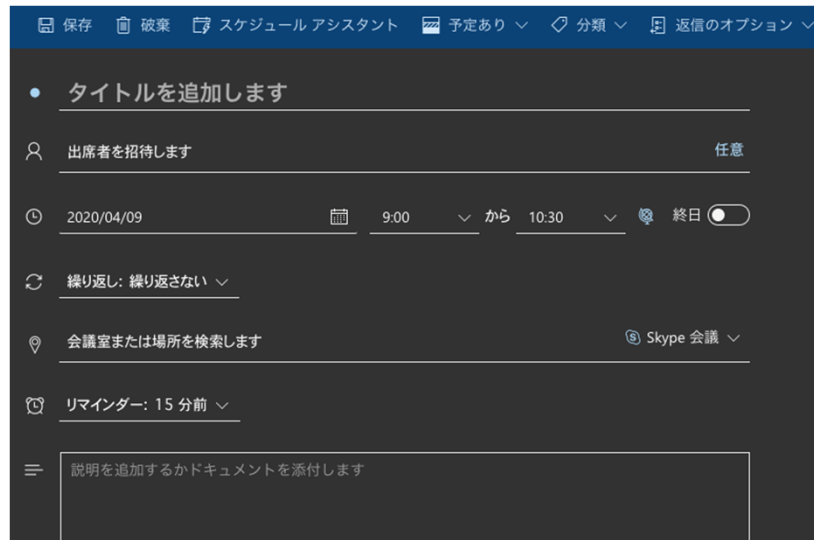 保存 破棄 スケジュール アシスタント 予定あり 分類 返信のオプション
タイトルを追加します
出席者を招待します 任意
2020/04/09 9:00 から 10:30 終日
繰り返し: 繰り返さない
会議室または場所を検索します Skype 会議
リマインダー: 15 分前
説明を追加するかドキュメントを添付します